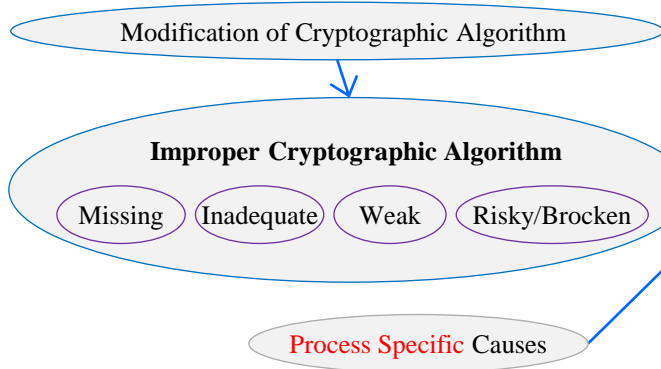 Modification of Cryptographic Algorithm
Improper Cryptographic Algorithm
Missing Inadequate Weak Risky/Brocken
Process Specific Causes